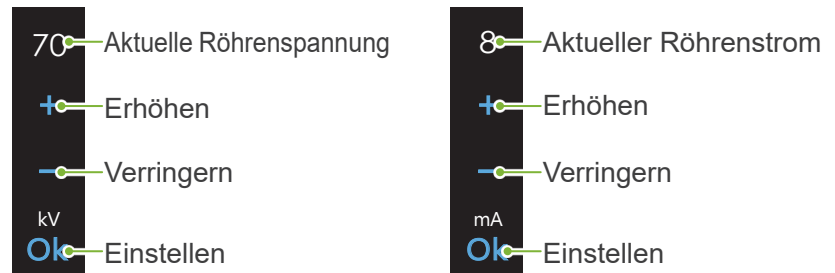 70 Aktuelle Röhrenspannung
+ Erhöhen
− Verringern
kV
Ok Einstellen
8 Aktueller Röhrenstrom
+ Erhöhen
− Verringern
mA
Ok Einstellen